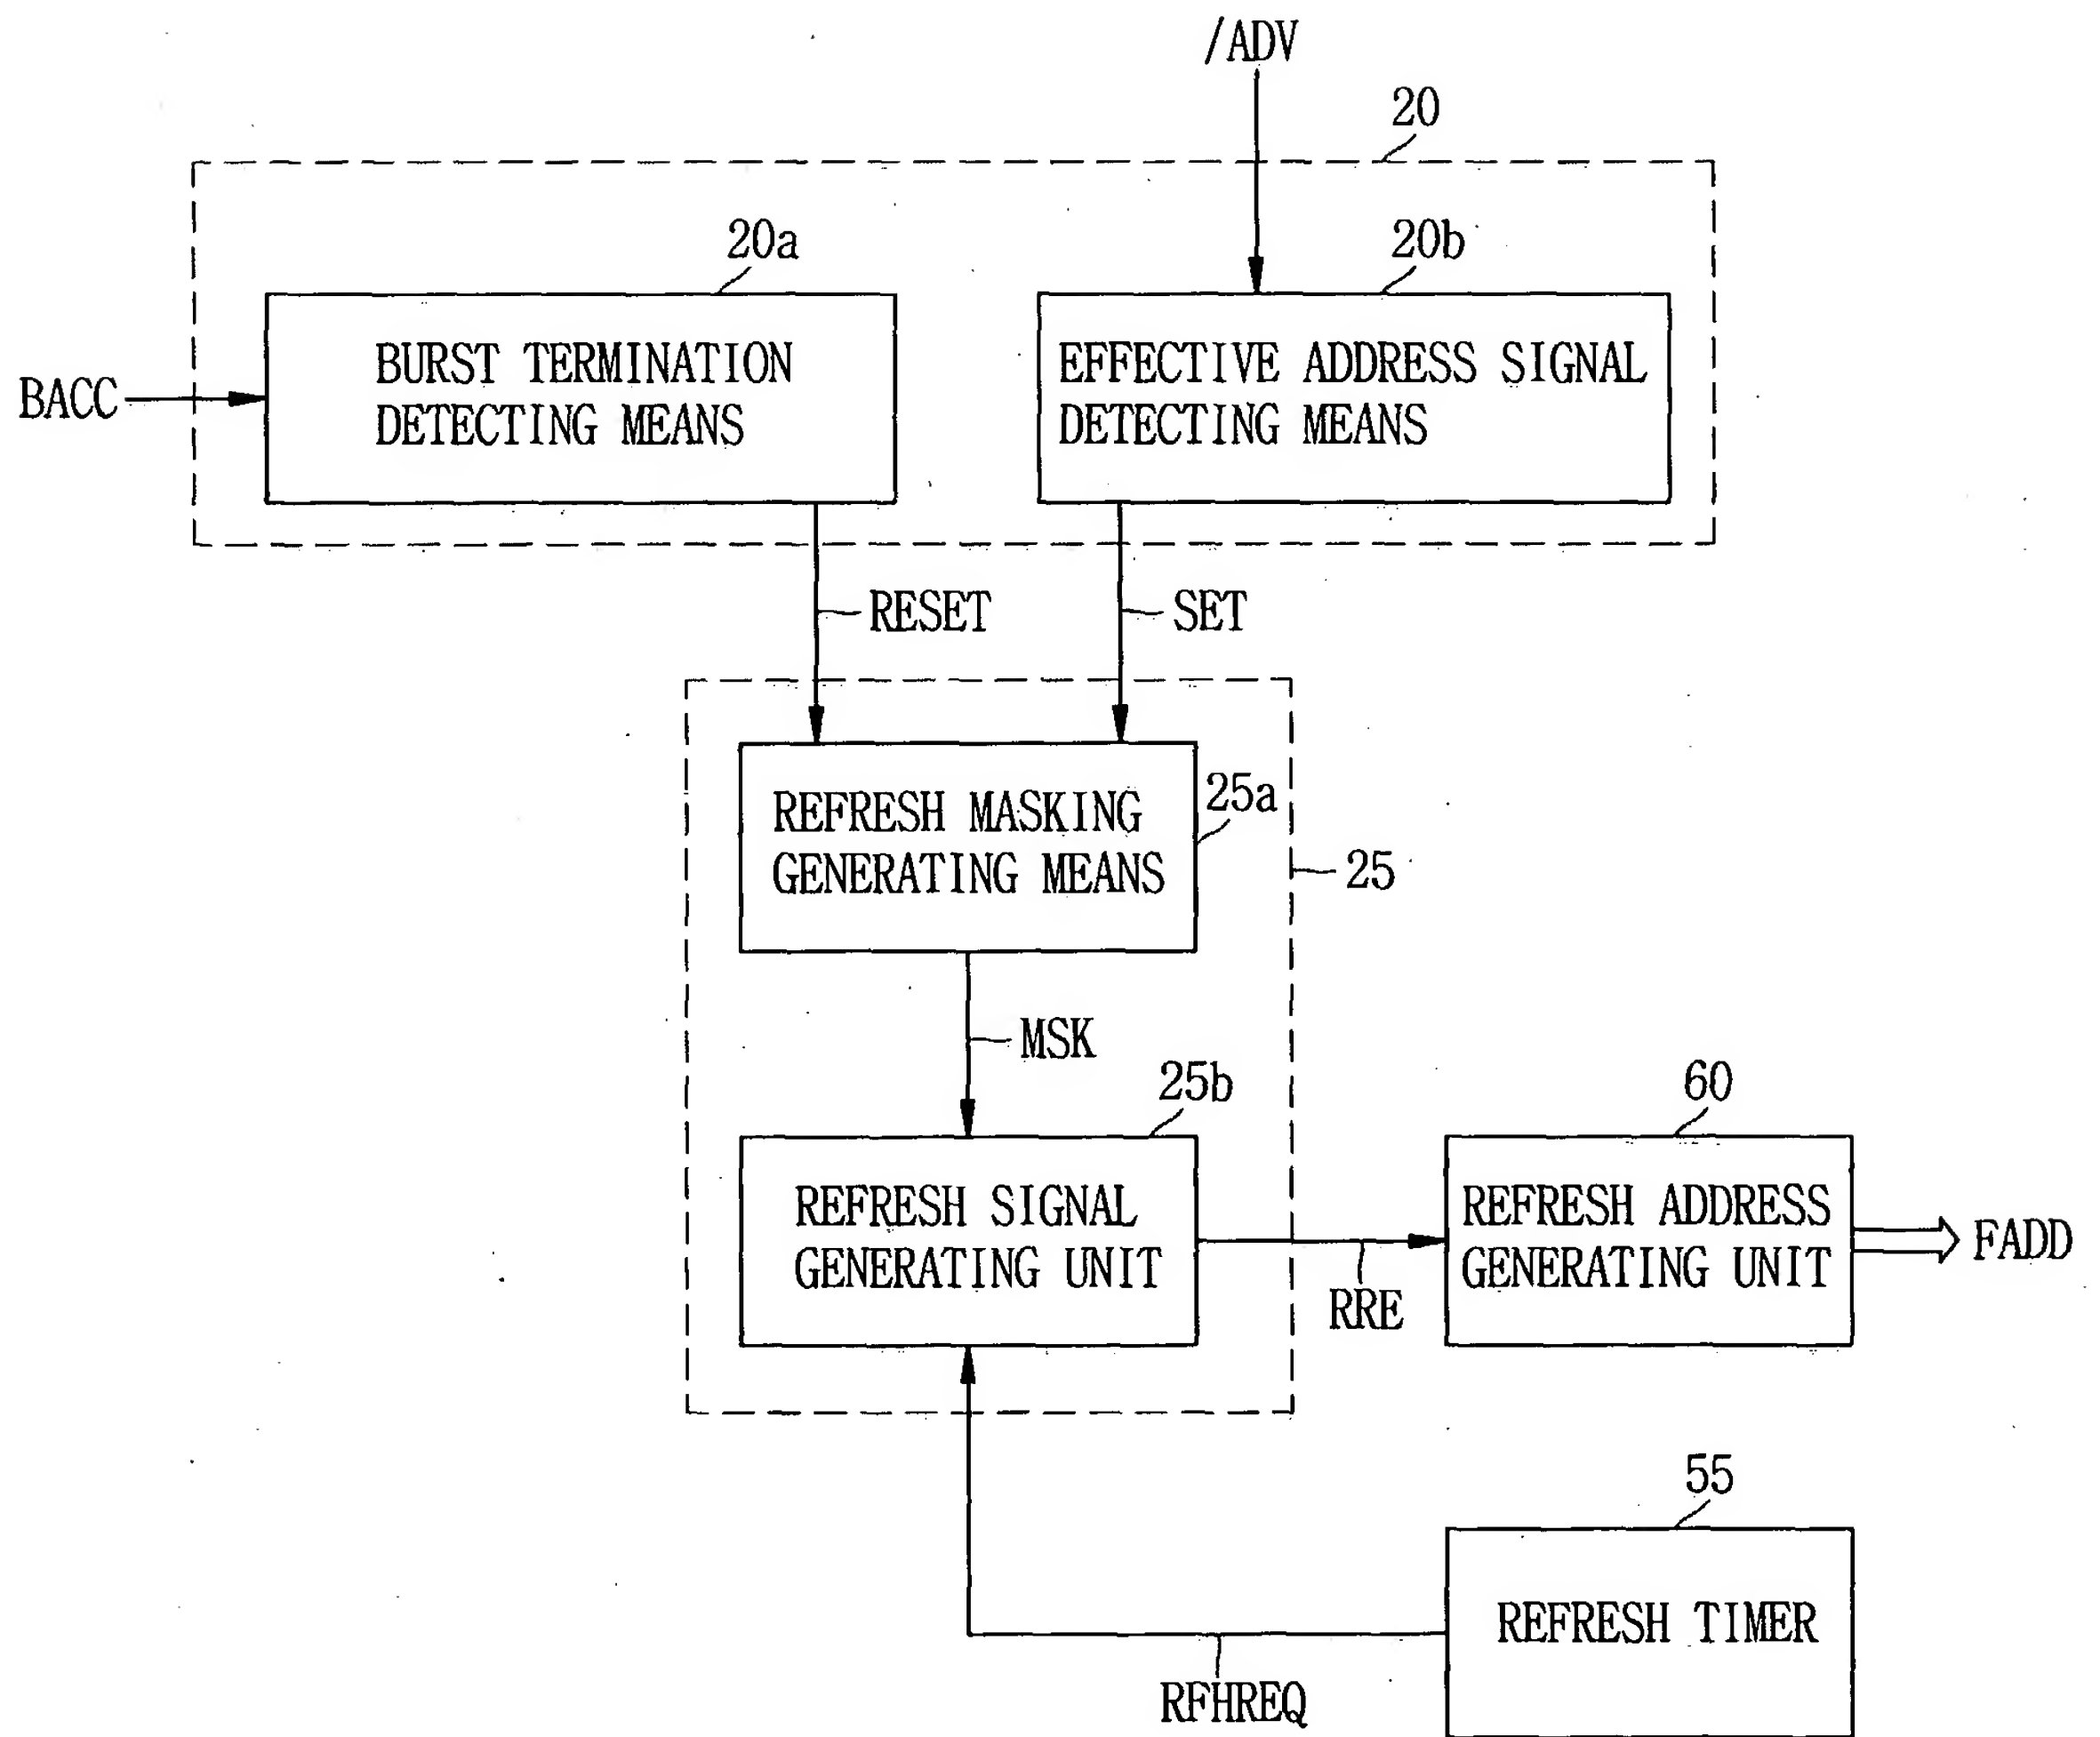 /ADV
20
20a
20b
BURST TERMINATION
DETECTING MEANS
EFFECTIVE ADDRESS SIGNAL
DETECTING MEANS
BACC
RESET
SET
25a
REFRESH MASKING
GENERATING MEANS
25
MSK
25b
60
REFRESH SIGNAL
GENERATING UNIT
REFRESH ADDRESS
GENERATING UNIT
FADD
RRE
55
REFRESH TIMER
RFHREQ